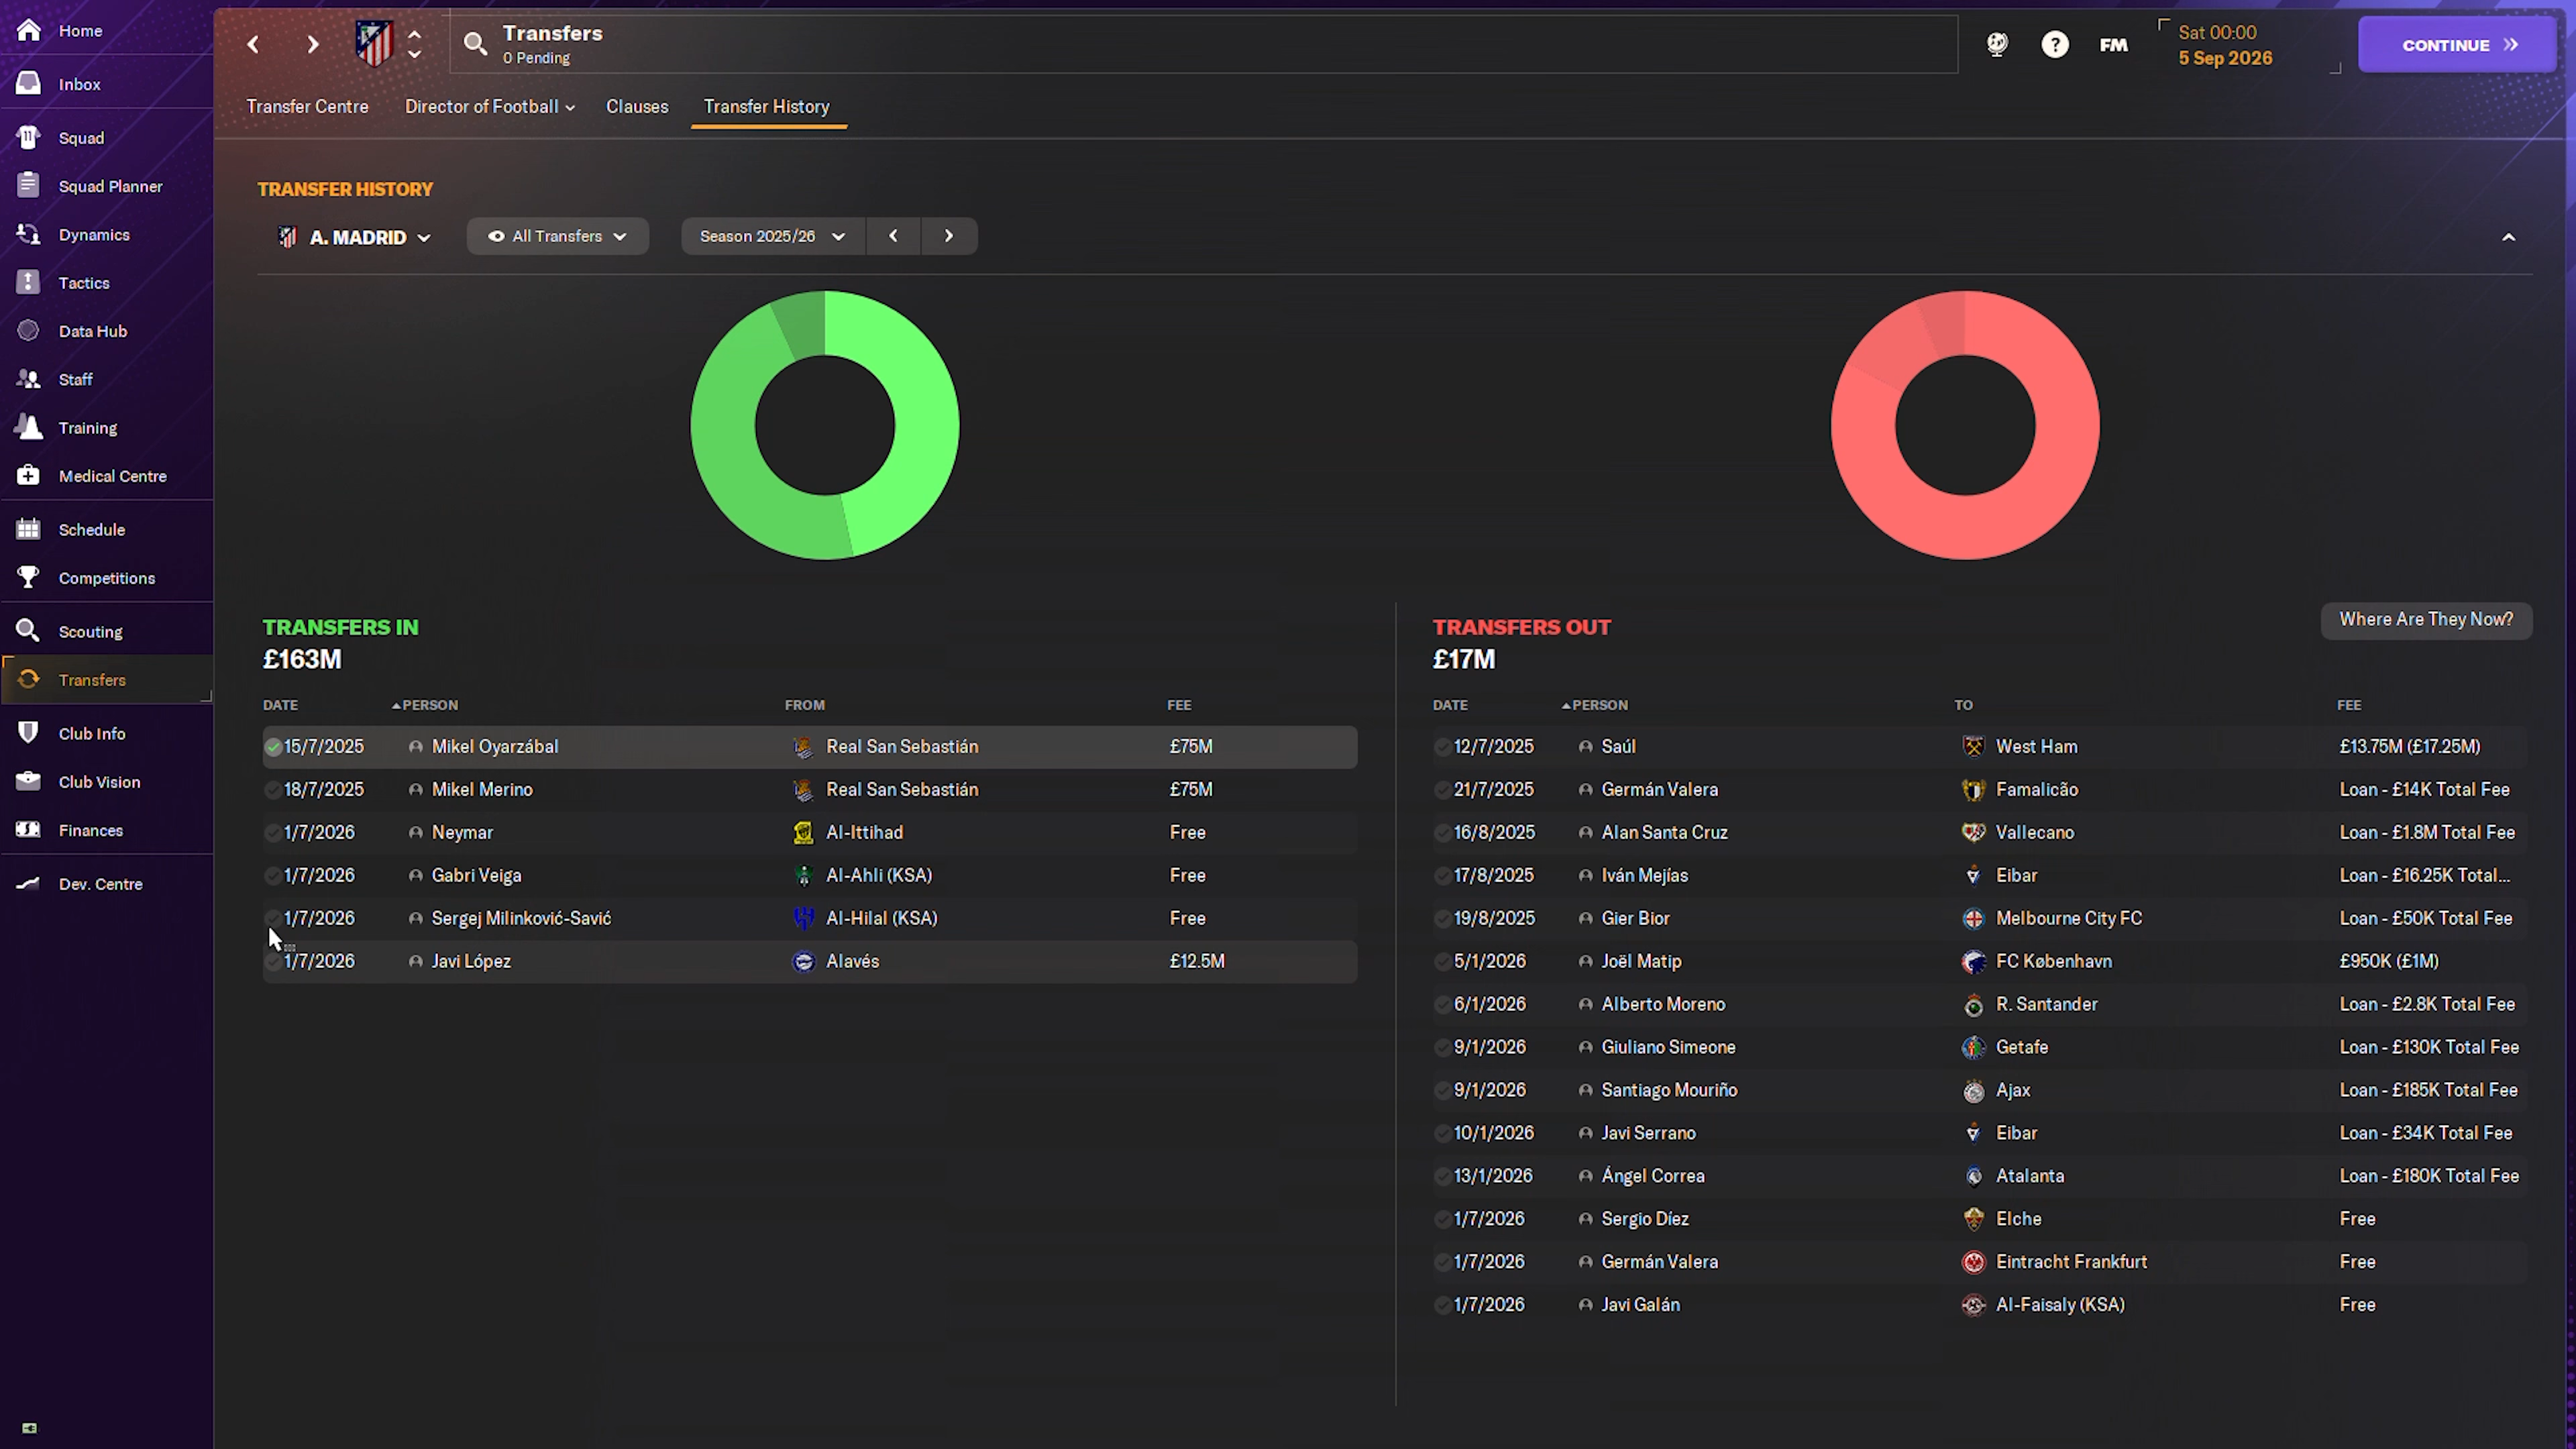 Home
Inbox
Squad
Squad Planner
Dynamics
Tactics
Data Hub
Staff
Training
Medical Centre
Schedule
Competitions
Scouting
Transfers
Club Info
Club Vision
Finances
Dev. Centre
Transfers
0 Pending
FM
Sat 00:00
5 Sep 2026
CONTINUE
Transfer Centre Director of Football Clauses Transfer History
TRANSFER HISTORY
A. MADRID All Transfers Season 2025/26
TRANSFERS IN
£163M
DATE PERSON FROM FEE
15/7/2025 Mikel Oyarzábal Real San Sebastián £75M
18/7/2025 Mikel Merino Real San Sebastián £75M
1/7/2026 Neymar Al-Ittihad Free
1/7/2026 Gabri Veiga Al-Ahli (KSA) Free
1/7/2026 Sergej Milinković-Savić Al-Hilal (KSA) Free
1/7/2026 Javi López Alavés £12.5M
TRANSFERS OUT
£17M
Where Are They Now?
DATE PERSON TO FEE
12/7/2025 Saúl West Ham £13.75M (£17.25M)
21/7/2025 Germán Valera Famalicão Loan - £14K Total Fee
16/8/2025 Alan Santa Cruz Vallecano Loan - £1.8M Total Fee
17/8/2025 Iván Mejías Eibar Loan - £16.25K Total...
19/8/2025 Gier Bior Melbourne City FC Loan - £50K Total Fee
5/1/2026 Joël Matip FC København £950K (£1M)
6/1/2026 Alberto Moreno R. Santander Loan - £2.8K Total Fee
9/1/2026 Giuliano Simeone Getafe Loan - £130K Total Fee
9/1/2026 Santiago Mouriño Ajax Loan - £185K Total Fee
10/1/2026 Javi Serrano Eibar Loan - £34K Total Fee
13/1/2026 Ángel Correa Atalanta Loan - £180K Total Fee
1/7/2026 Sergio Díez Elche Free
1/7/2026 Germán Valera Eintracht Frankfurt Free
1/7/2026 Javi Galán Al-Faisaly (KSA) Free